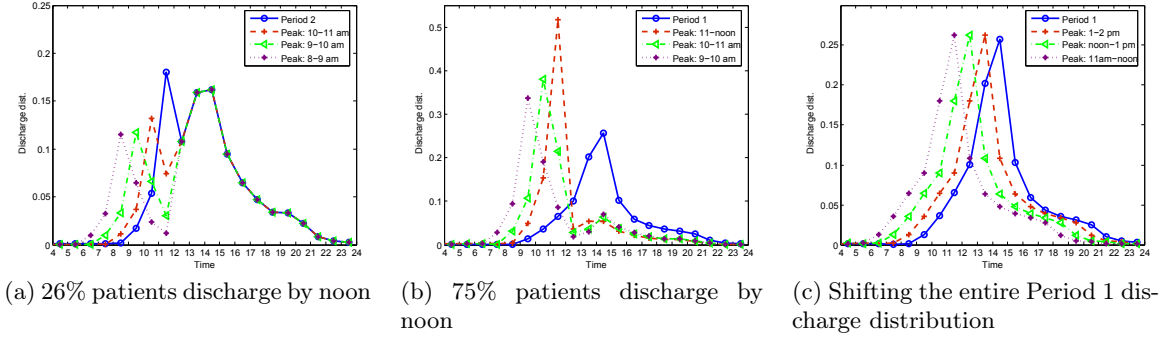 0.25
0.2
0.15
0.1
0.05
0
Discharge dist.
4 5 6 7 8 9 10 11 12 13 14 15 16 17 18 19 20 21 22 23 24
Time
Period 2
Peak: 10−11 am
Peak: 9−10 am
Peak: 8−9 am
(a) 26% patients discharge by noon
0.5
0.4
0.3
0.2
0.1
0
Discharge dist.
4 5 6 7 8 9 10 11 12 13 14 15 16 17 18 19 20 21 22 23 24
Time
Period 1
Peak: 11−noon
Peak: 10−11 am
Peak: 9−10 am
(b) 75% patients discharge by
noon
0.25
0.2
0.15
0.1
0.05
0
Discharge dist.
4 5 6 7 8 9 10 11 12 13 14 15 16 17 18 19 20 21 22 23 24
Time
Period 1
Peak: 1−2 pm
Peak: noon−1 pm
Peak: 11am−noon
(c) Shifting the entire Period 1 dis-
charge distribution